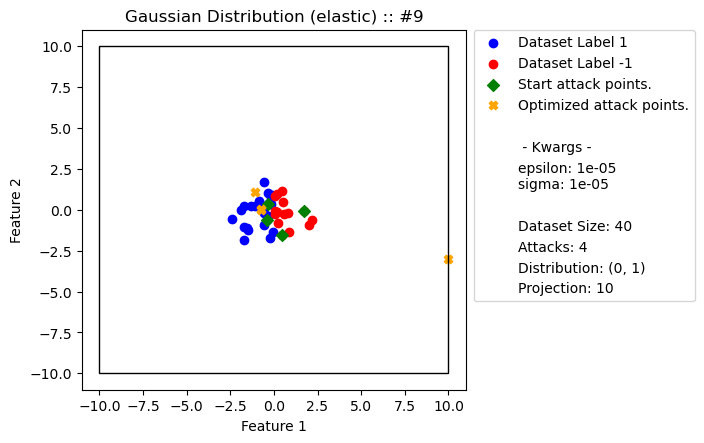 Gaussian Distribution (elastic) :: #9
10.0
7.5
5.0
2.5
0.0
−2.5
−5.0
−7.5
−10.0
Feature 2
−10.0 −7.5 −5.0 −2.5 0.0 2.5 5.0 7.5 10.0
Feature 1
Dataset Label 1
Dataset Label -1
Start attack points.
Optimized attack points.
- Kwargs -
epsilon: 1e-05
sigma: 1e-05
Dataset Size: 40
Attacks: 4
Distribution: (0, 1)
Projection: 10